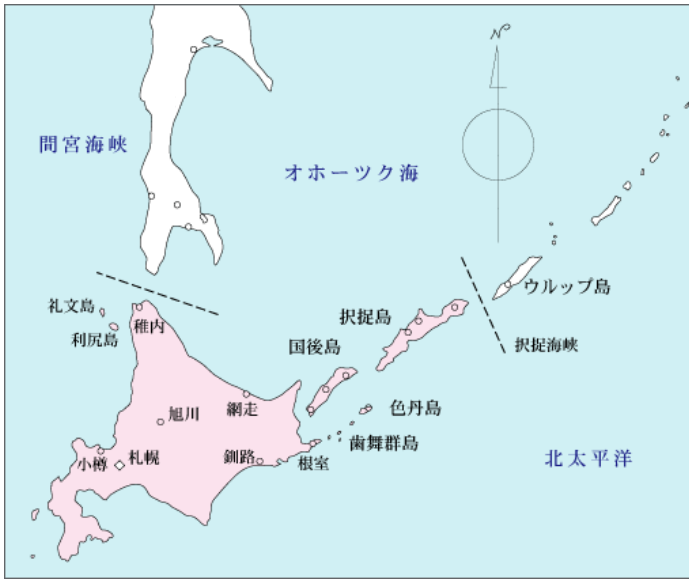 N
間宮海峡
オホーツク海
ウルップ島
礼文島
稚内
択捉島
利尻島
国後島
択捉海峡
網走
色丹島
旭川
歯舞群島
小樽
札幌
釧路
根室
北太平洋